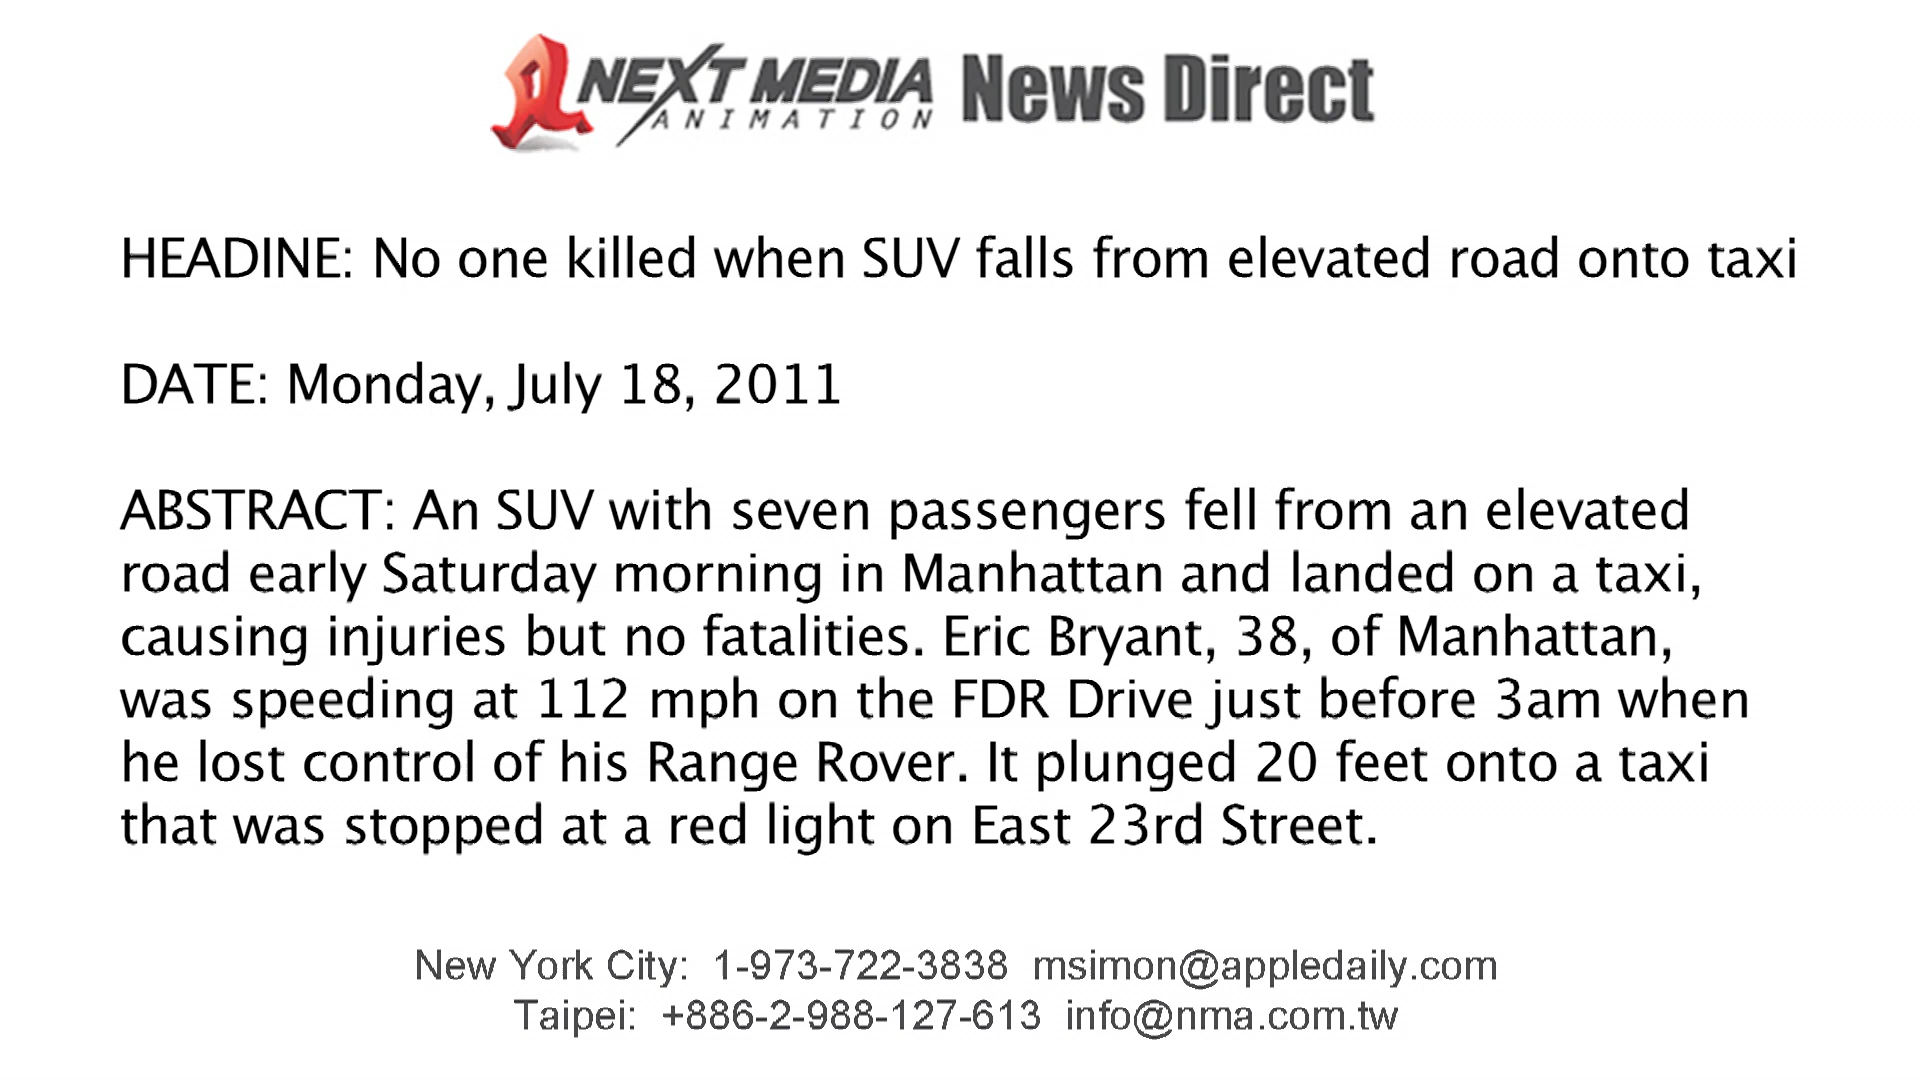 NEXT MEDIA News Direct
ANIMATION
HEADINE: No one killed when SUV falls from elevated road onto taxi
DATE: Monday, July 18, 2011
ABSTRACT: An SUV with seven passengers fell from an elevated
road early Saturday morning in Manhattan and landed on a taxi,
causing injuries but no fatalities. Eric Bryant, 38, of Manhattan,
was speeding at 112 mph on the FDR Drive just before 3am when
he lost control of his Range Rover. It plunged 20 feet onto a taxi
that was stopped at a red light on East 23rd Street.
New York City: 1-973-722-3838 msimon@appledaily.com
Taipei: +886-2-988-127-613 info@nma.com.tw